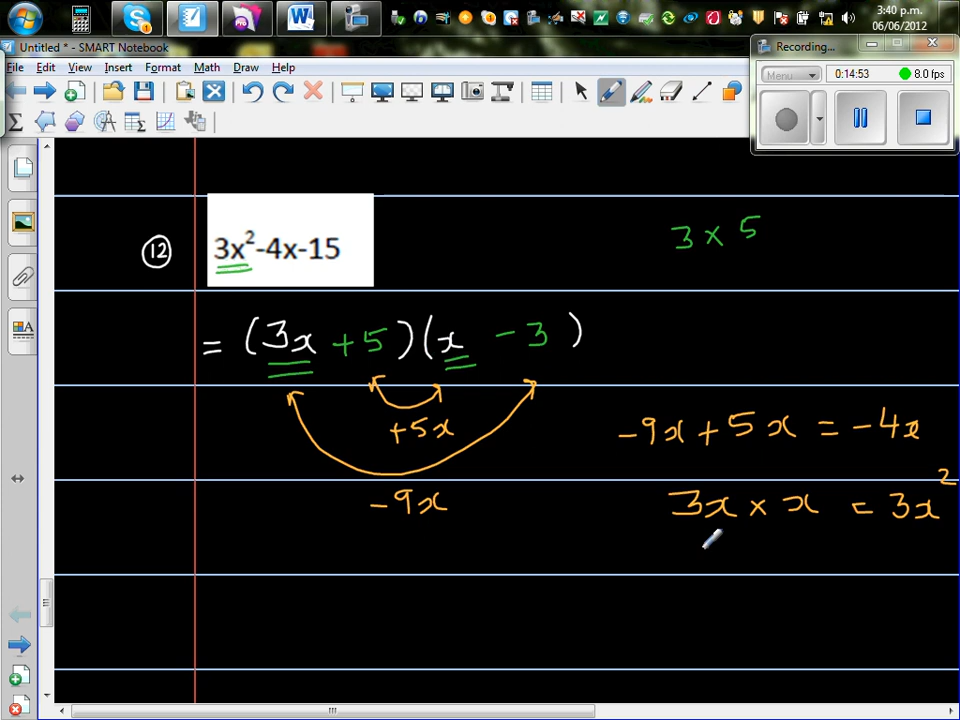 3:40 p.m.
06/06/2012
Untitled * - SMART Notebook
Recording...
File Edit View Insert Format Math Draw Help
Menu
0:14:53
8.0 fps
12
3x²-4x-15
3 x 5
= (3x + 5)(x - 3)
+5x
-9x + 5x = -4x
-9x
3x × x = 3x²